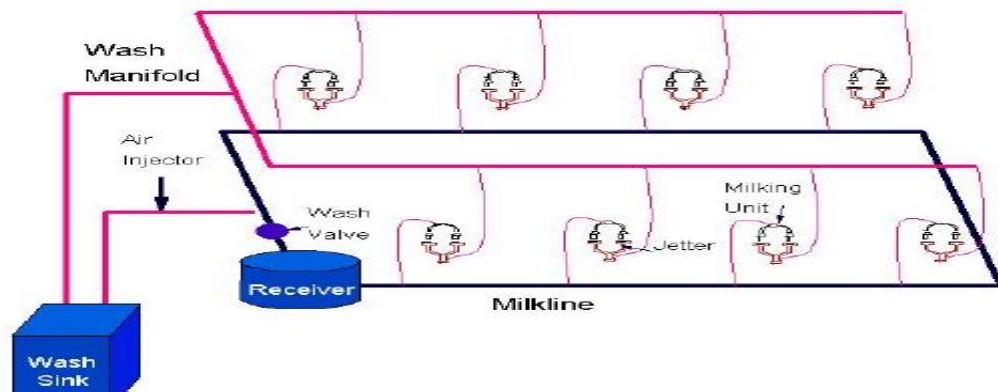 Wash
Manifold
Air
Injector
Wash
Valve
Milking
Unit
Jetter
Receiver
Milkline
Wash
Sink